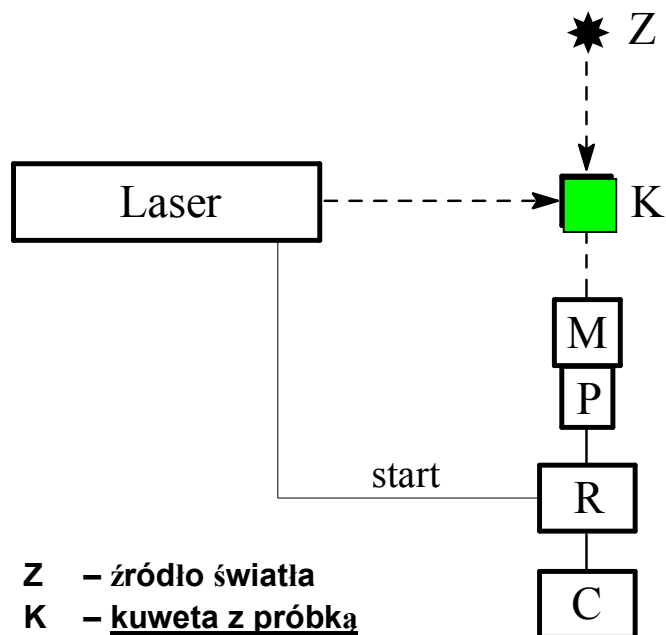 Z
Laser
K
M
P
start
R
C
Z – źródło światła
K – kuweta z próbką